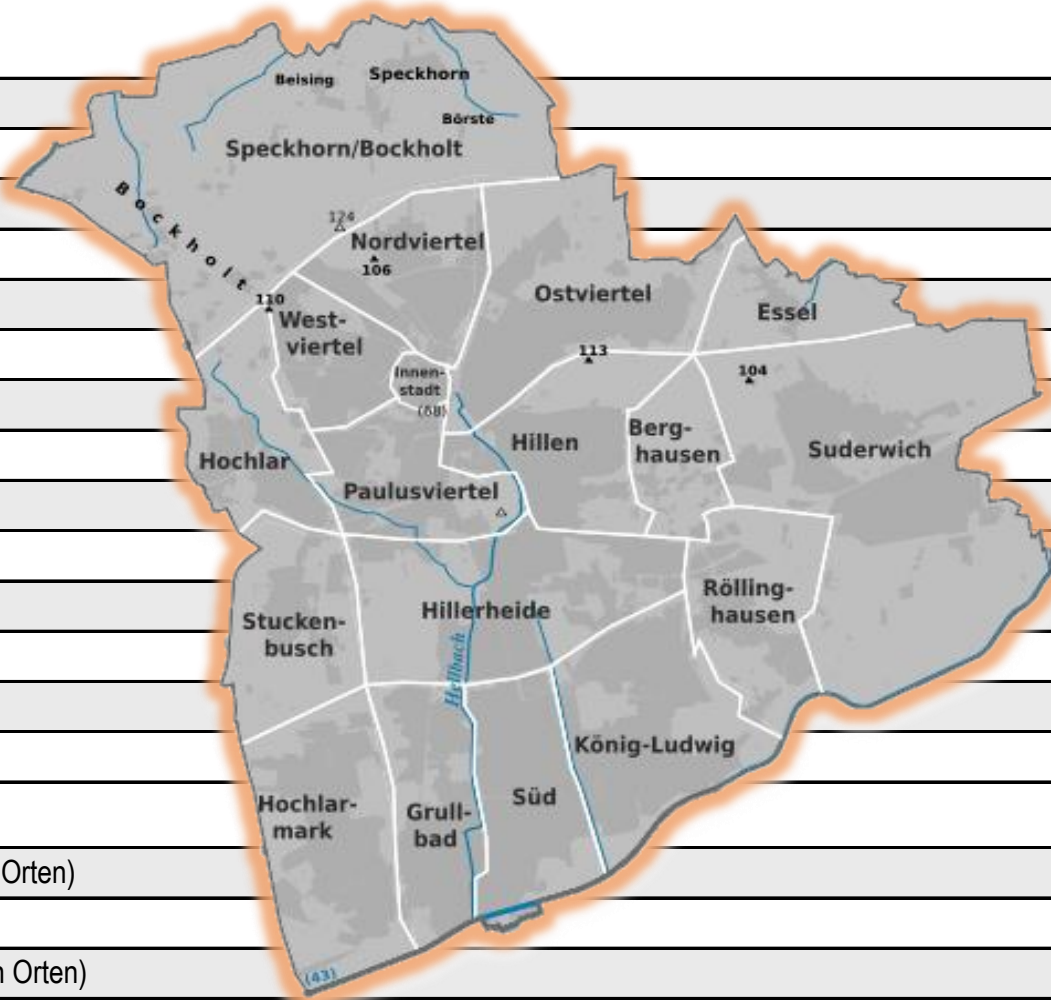 Beising
Speckhorn
Börste
Speckhorn/Bockholt
Bockholt
124
Nordviertel
106
110
West-
viertel
Ostviertel
Essel
113
104
Innen-
stadt
(68)
Hochlar
Hillen
Berg-
hausen
Suderwich
Paulusviertel
Stucken-
busch
Hillerheide
Rölling-
hausen
Hellbach
König-Ludwig
Hochlar-
mark
Grull-
bad
Süd
Orten)
n Orten)
(43)